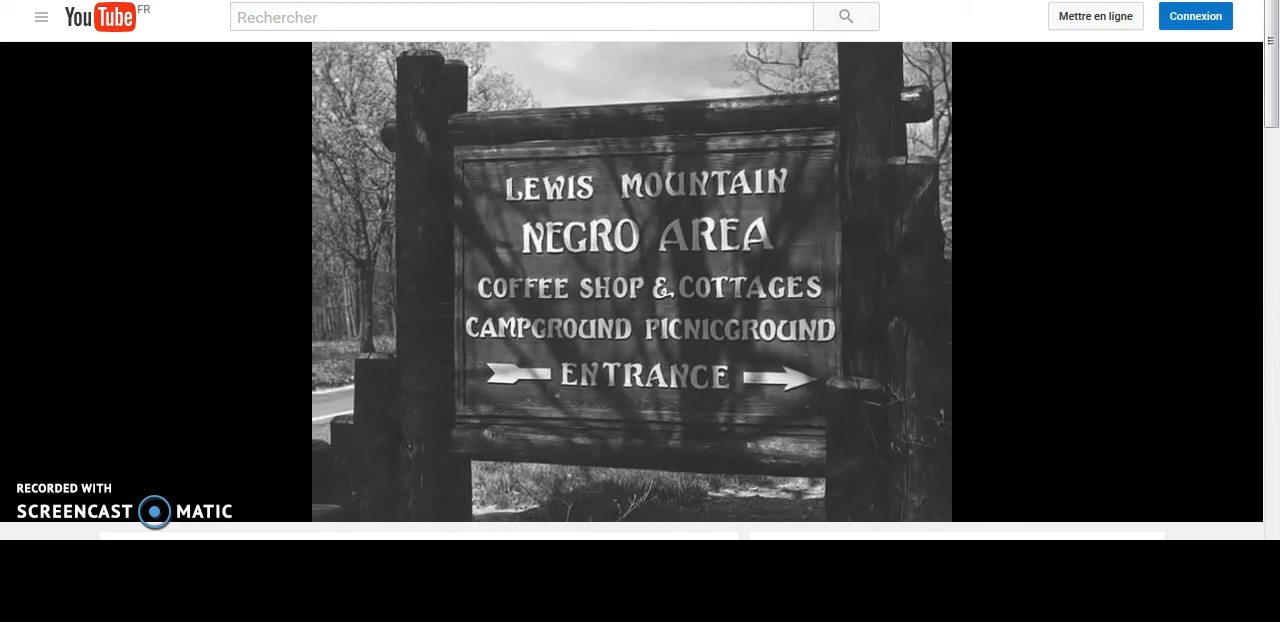 YouTube FR
Rechercher
Mettre en ligne
Connexion
LEWIS MOUNTAIN
NEGRO AREA
COFFEE SHOP & COTTAGES
CAMPGROUND PICNICGROUND
ENTRANCE
RECORDED WITH
SCREENCAST MATIC